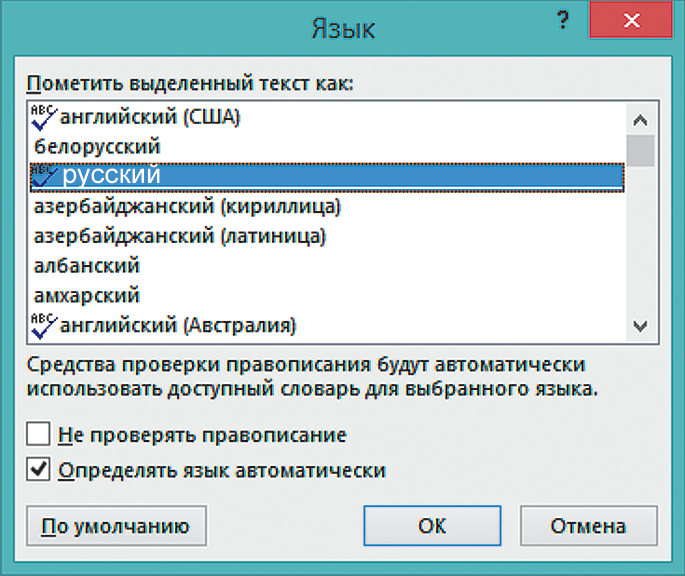 Язык
?
Пометить выделенный текст как:
ABC английский (США)
белорусский
ABC русский
азербайджанский (кириллица)
азербайджанский (латиница)
албанский
амхарский
ABC английский (Австралия)
Средства проверки правописания будут автоматически
использовать доступный словарь для выбранного языка.
Не проверять правописание
Определять язык автоматически
По умолчанию
ОК
Отмена